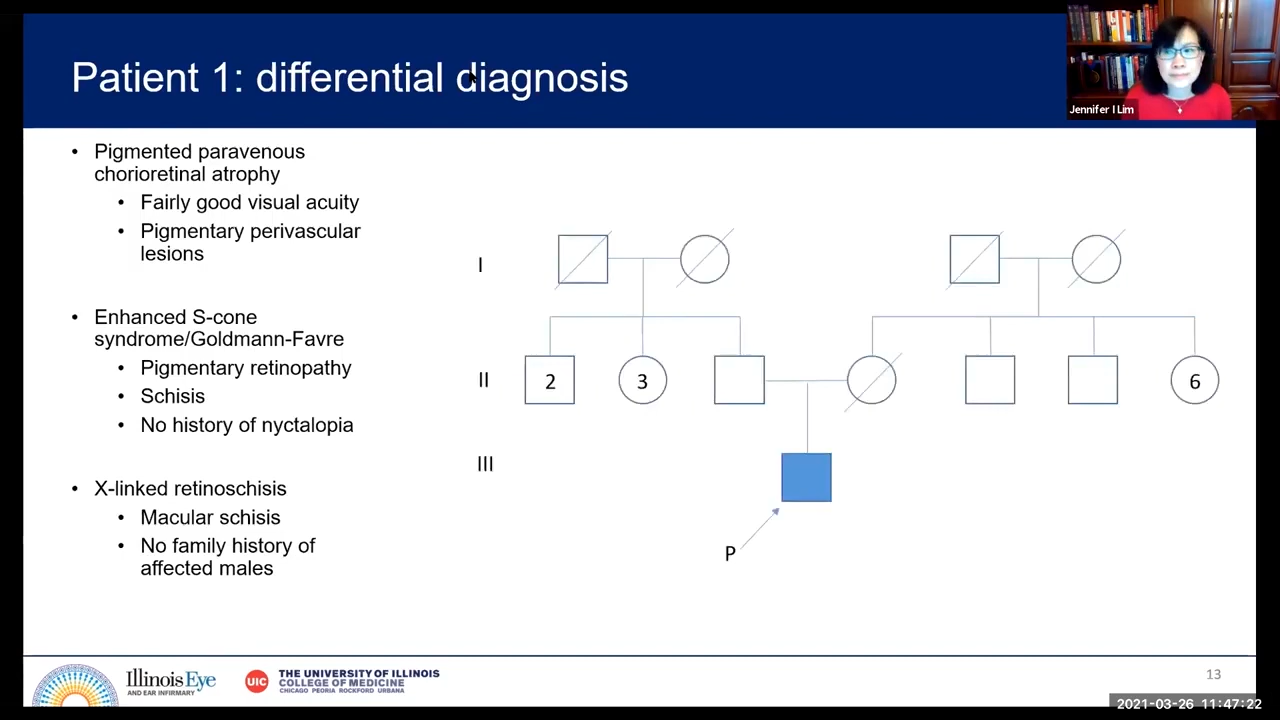 Patient 1: differential diagnosis
Jennifer I Lim
• Pigmented paravenous
chorioretinal atrophy
• Fairly good visual acuity
• Pigmentary perivascular
lesions
• Enhanced S-cone
syndrome/Goldmann-Favre
• Pigmentary retinopathy
• Schisis
• No history of nyctalopia
• X-linked retinoschisis
• Macular schisis
• No family history of
affected males
I
II
2
3
6
III
P
Illinois Eye
AND EAR INFIRMARY
UIC
THE UNIVERSITY OF ILLINOIS
COLLEGE OF MEDICINE
CHICAGO PEORIA ROCKFORD URBANA
13
2021-03-26 11:47:22